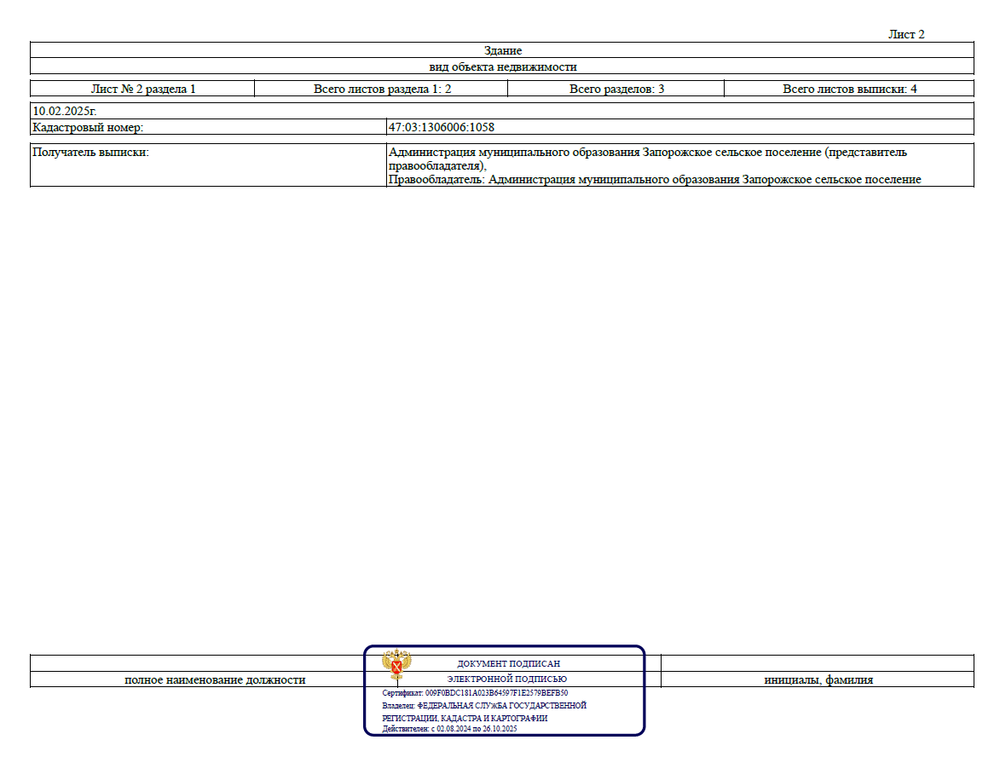 Лист 2
Здание
вид объекта недвижимости
Лист № 2 раздела 1 Всего листов раздела 1: 2 Всего разделов: 3 Всего листов выписки: 4
10.02.2025г.
Кадастровый номер: 47:03:1306006:1058
Получатель выписки: Администрация муниципального образования Запорожское сельское поселение (представитель
правообладателя),
Правообладатель: Администрация муниципального образования Запорожское сельское поселение
ДОКУМЕНТ ПОДПИСАН
полное наименование должности ЭЛЕКТРОННОЙ ПОДПИСЬЮ инициалы, фамилия
Сертификат: 009F0BDC181A023B64597F1E2579BEFB50
Владелец: ФЕДЕРАЛЬНАЯ СЛУЖБА ГОСУДАРСТВЕННОЙ
РЕГИСТРАЦИИ, КАДАСТРА И КАРТОГРАФИИ
Действителен: с 02.08.2024 по 26.10.2025